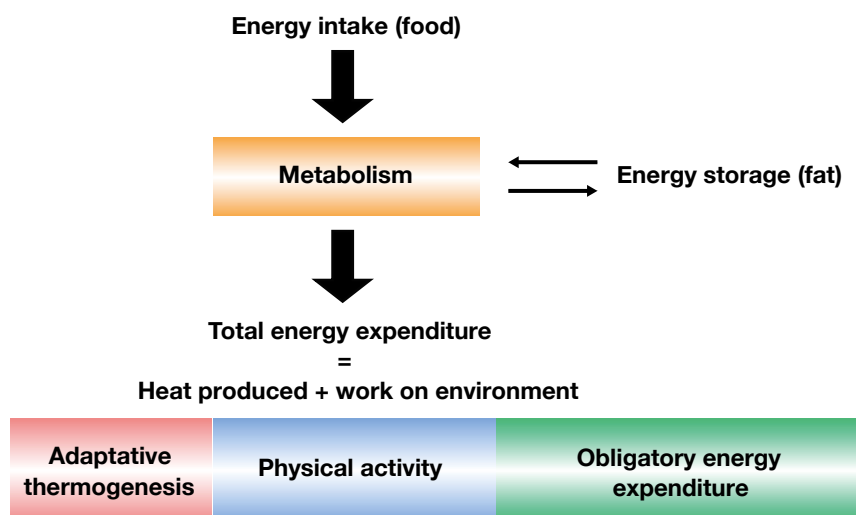 Energy intake (food)
Metabolism
Energy storage (fat)
Total energy expenditure
=
Heat produced + work on environment
Adaptative
thermogenesis
Physical activity
Obligatory energy
expenditure